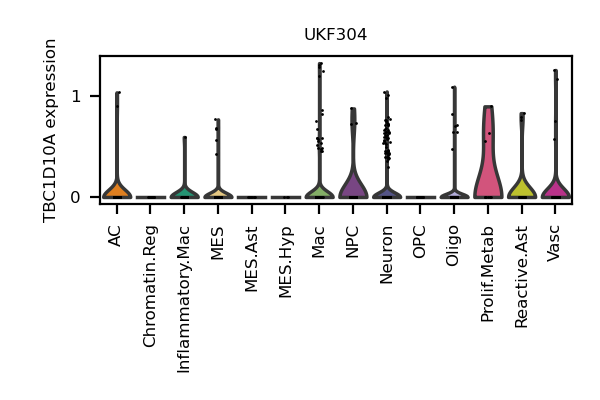 UKF304
TBC1D10A expression
1
0
AC
Chromatin.Reg
Inflammatory.Mac
MES
MES.Ast
MES.Hyp
Mac
NPC
Neuron
OPC
Oligo
Prolif.Metab
Reactive.Ast
Vasc